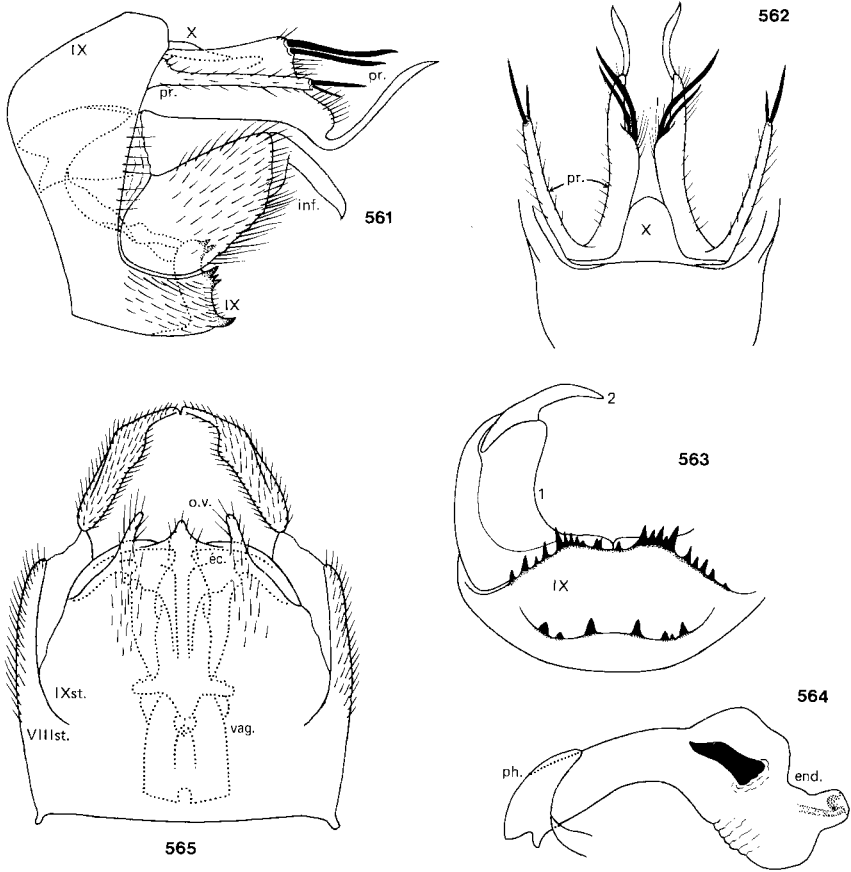 IX
X
pr.
pr.
inf.
561
IX
562
pr.
X
2
563
1
IX
564
ph.
end.
o.v.
éc.
IXst.
VIIIst.
vag.
565